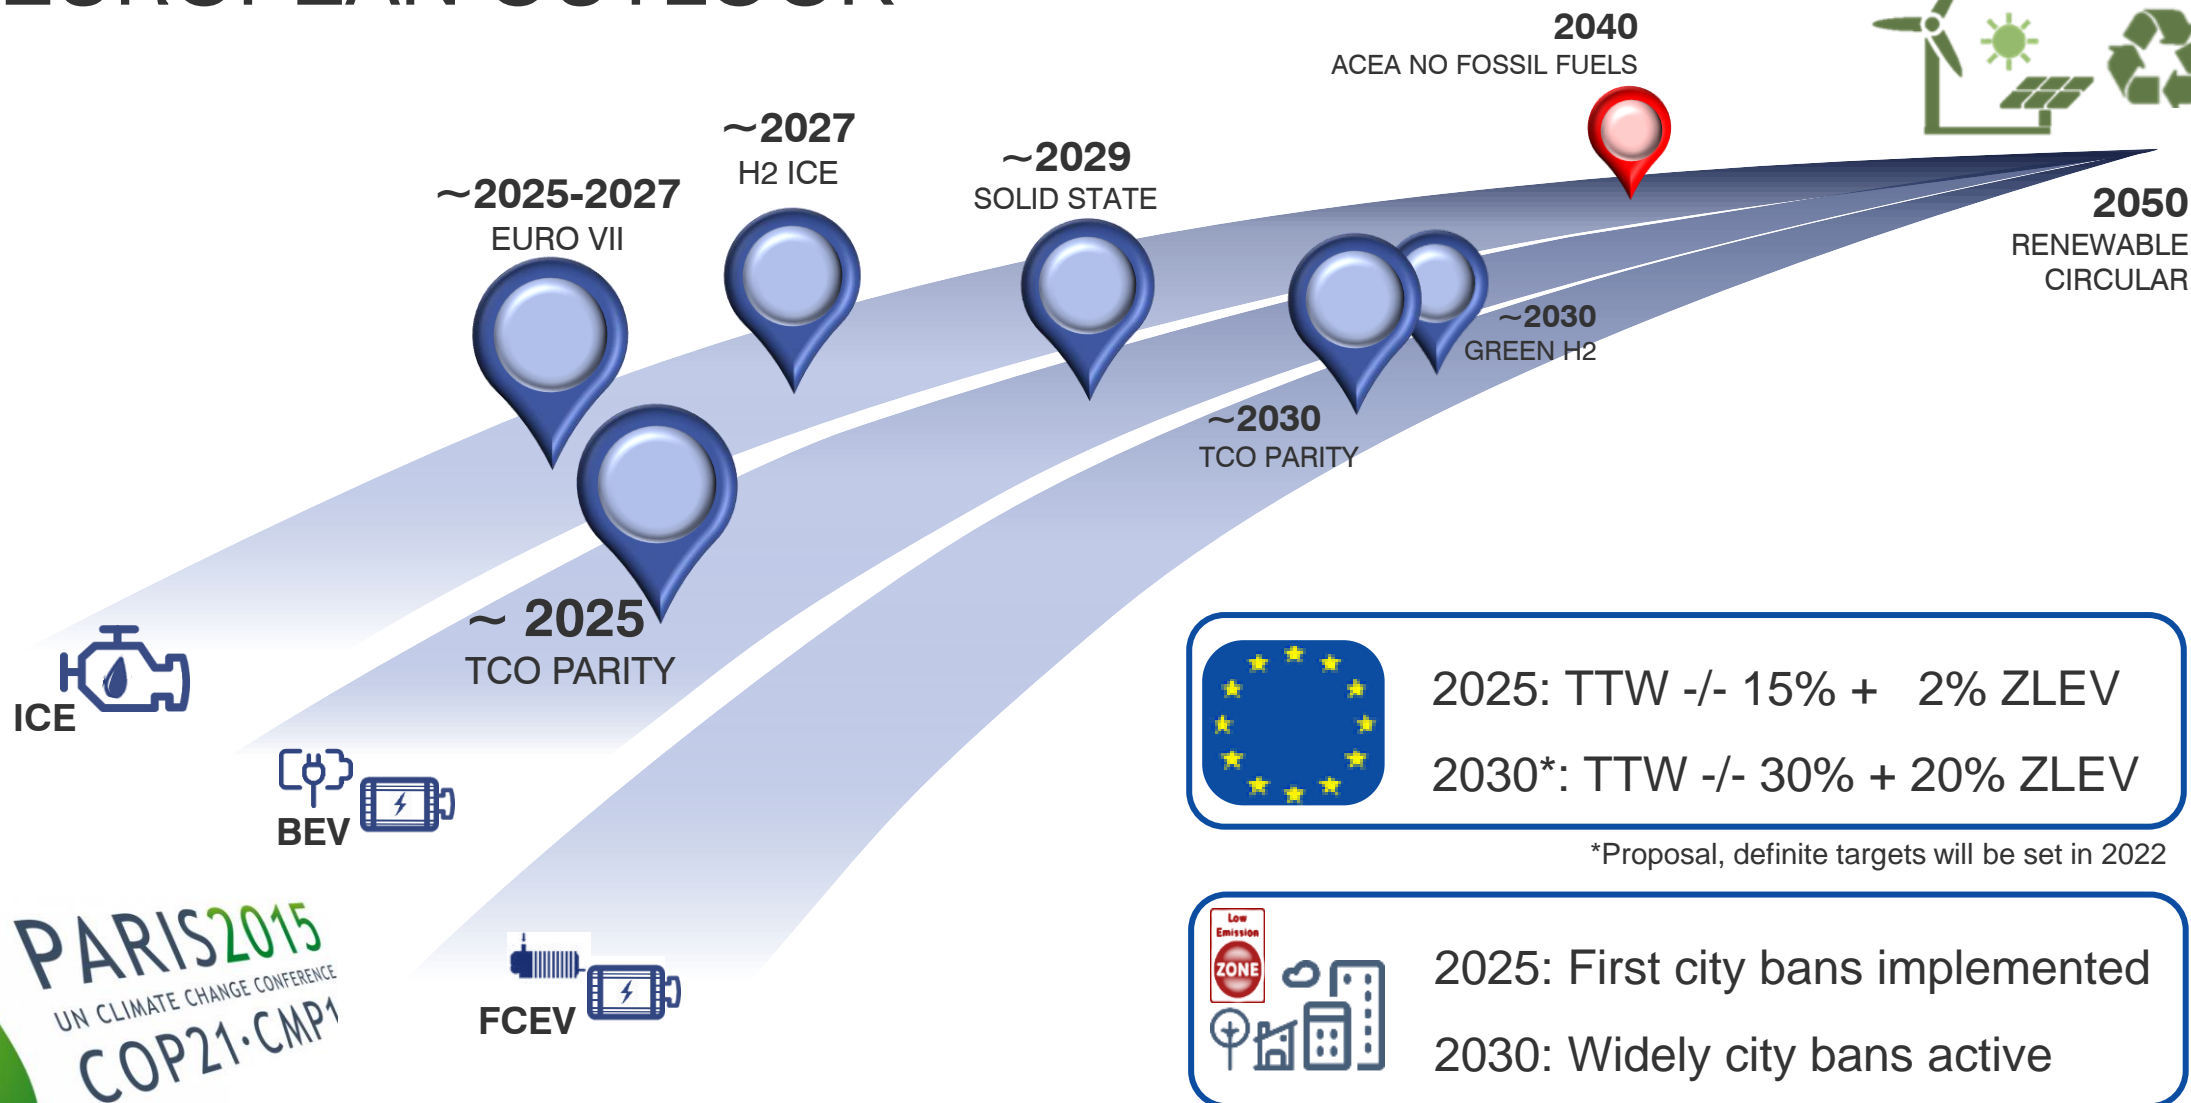 EUROPEAN OUTLOOK
2040
ACEA NO FOSSIL FUELS
~2027
H2 ICE
~2029
SOLID STATE
~2025-2027
EURO VII
2050
RENEWABLE
CIRCULAR
~2030
GREEN H2
~2030
TCO PARITY
~ 2025
TCO PARITY
ICE
BEV
FCEV
2025: TTW -/- 15% + 2% ZLEV
2030*: TTW -/- 30% + 20% ZLEV
*Proposal, definite targets will be set in 2022
Low
Emission
ZONE
2025: First city bans implemented
2030: Widely city bans active
PARIS2015
UN CLIMATE CHANGE CONFERENCE
COP21·CMP1